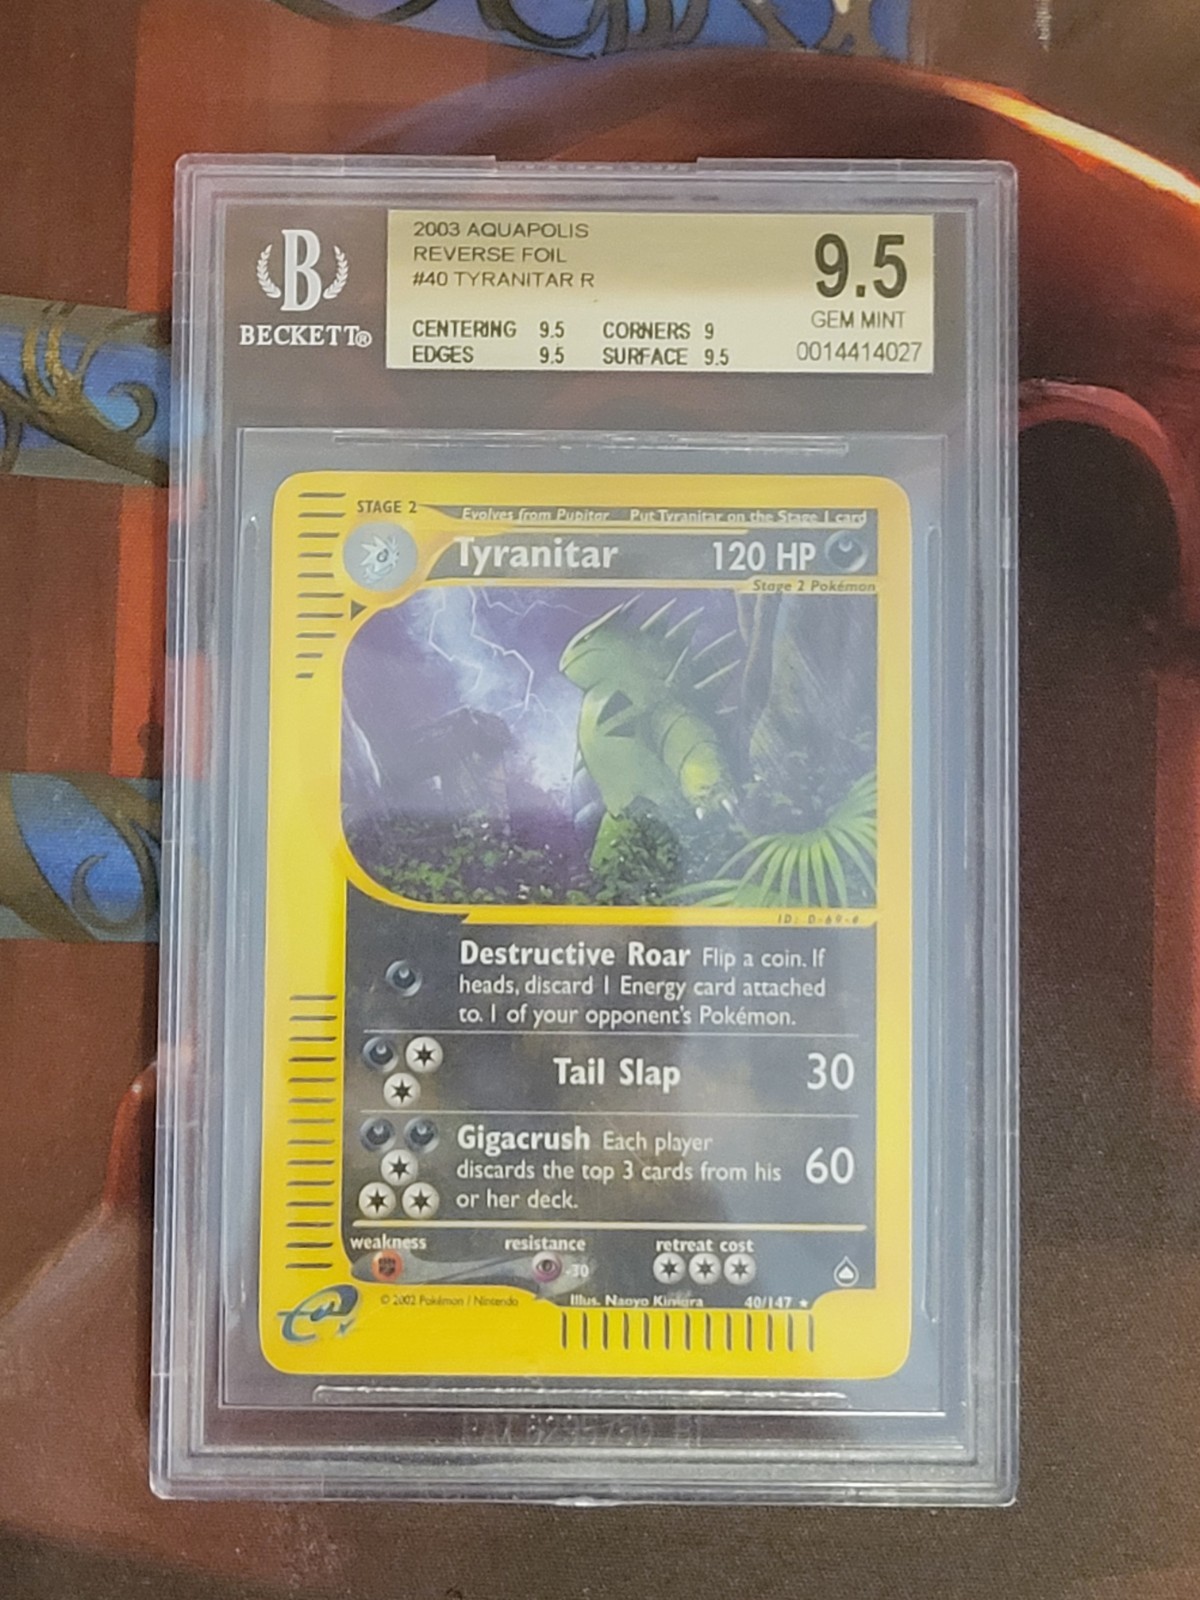 B
BECKETT®
2003 AQUAPOLIS
REVERSE FOIL
#40 TYRANITAR R
CENTERING 9.5 CORNERS 9
EDGES 9.5 SURFACE 9.5
9.5
GEM MINT
0014414027
STAGE 2
Evolves from Pupitar Put Tyranitar on the Stage 1 card
Tyranitar 120 HP
Stage 2 Pokémon
Destructive Roar Flip a coin. If
heads, discard 1 Energy card attached
to 1 of your opponent's Pokémon.
Tail Slap 30
Gigacrush Each player
discards the top 3 cards from his 60
or her deck.
weakness resistance retreat cost
-30
e
© 2002 Pokémon / Nintendo Illus. Naoyo Kimura 40/147 ★